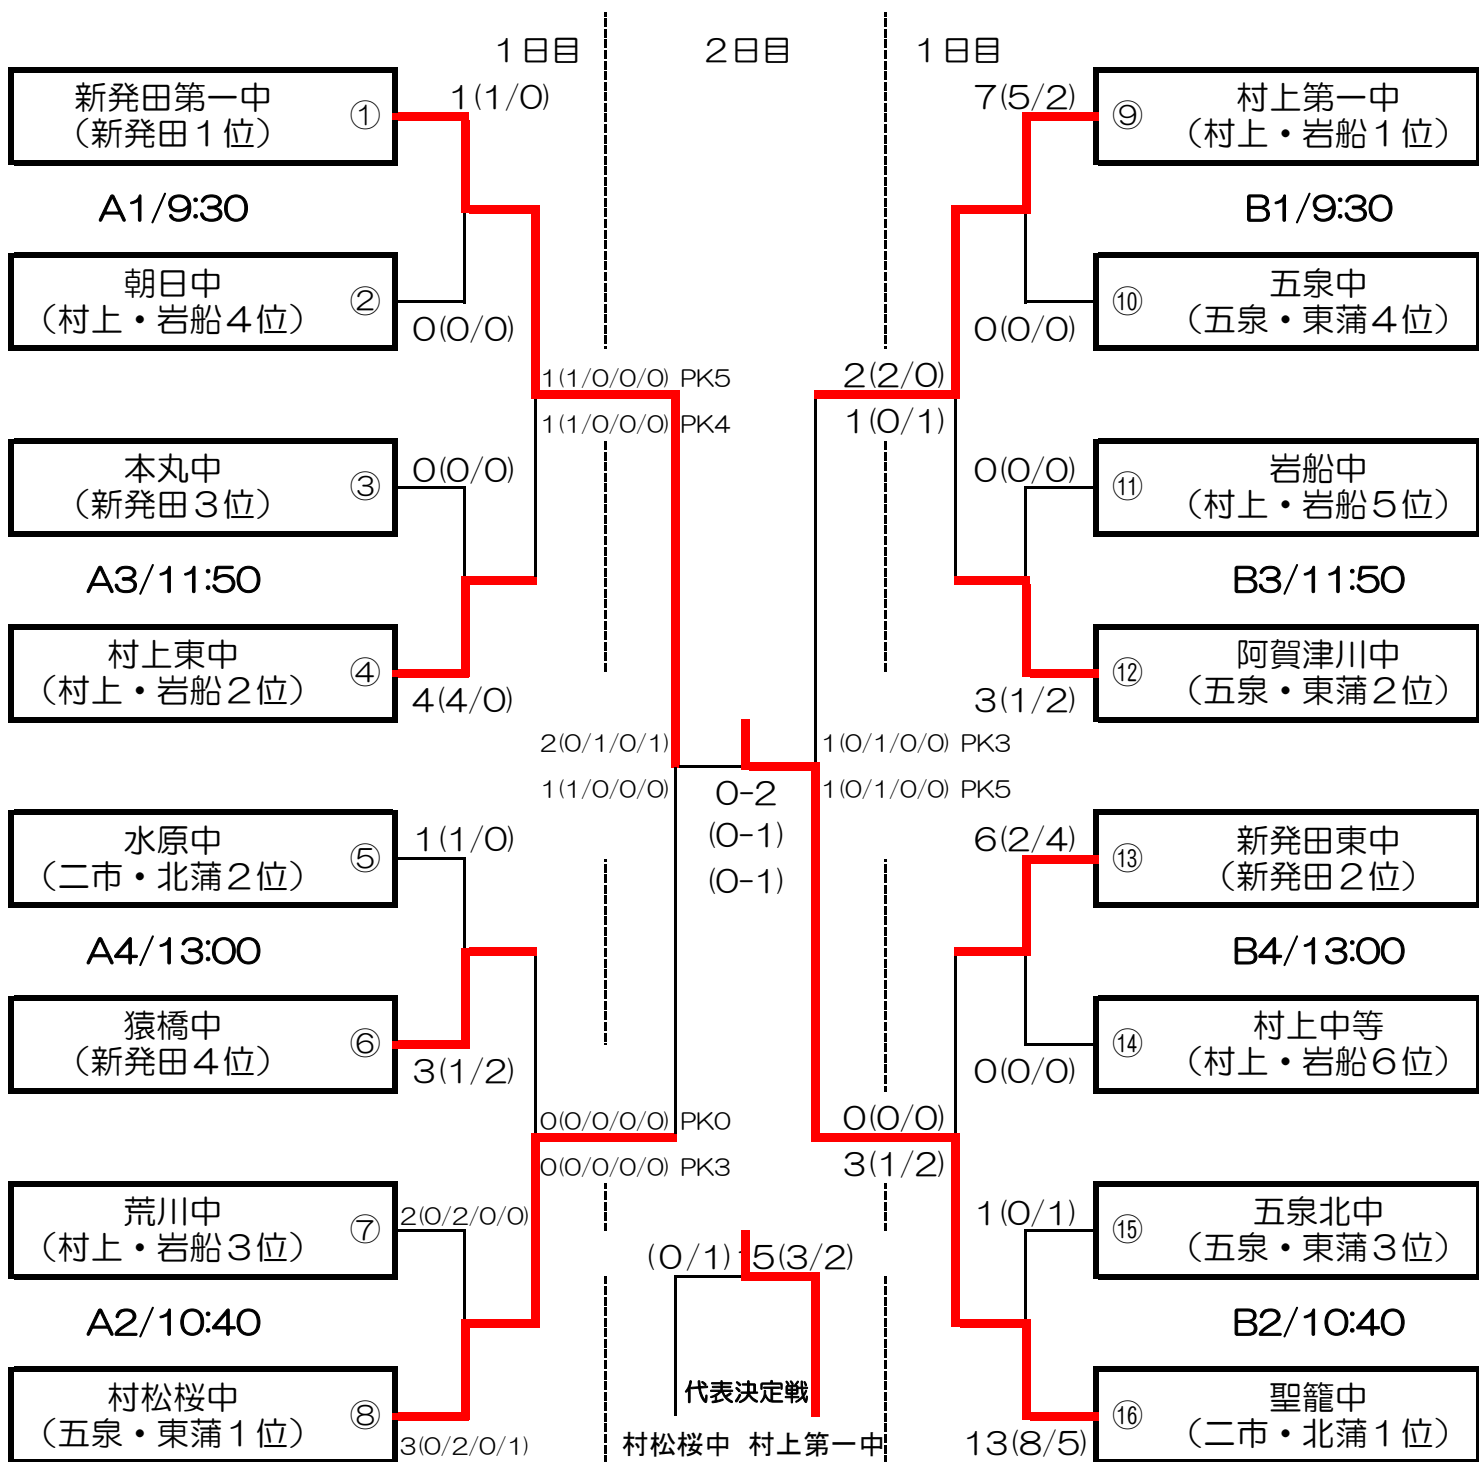 １日目 ２日目 １日目
新発田第一中
（新発田１位）
①
1(1/0)
A1/9:30
朝日中
（村上・岩船４位）
②
0(0/0)
1(1/0/0/0) PK5
1(1/0/0/0) PK4
本丸中
（新発田３位）
③
0(0/0)
A3/11:50
村上東中
（村上・岩船２位）
④
4(4/0)
2(0/1/0/1)
1(1/0/0/0)
水原中
（二市・北蒲２位）
⑤
1(1/0)
A4/13:00
猿橋中
（新発田４位）
⑥
3(1/2)
0(0/0/0/0) PK0
0(0/0/0/0) PK3
荒川中
（村上・岩船３位）
⑦
2(0/2/0/0)
A2/10:40
村松桜中
（五泉・東蒲１位）
⑧
3(0/2/0/1)
0-2
(0-1)
(0-1)
(0/1) 5(3/2)
代表決定戦
村松桜中 村上第一中
7(5/2)
⑨
村上第一中
（村上・岩船１位）
B1/9:30
五泉中
（五泉・東蒲４位）
⑩
0(0/0)
2(2/0)
1(0/1)
0(0/0)
⑪
岩船中
（村上・岩船５位）
B3/11:50
阿賀津川中
（五泉・東蒲２位）
⑫
3(1/2)
1(0/1/0/0) PK3
1(0/1/0/0) PK5
6(2/4)
⑬
新発田東中
（新発田２位）
B4/13:00
村上中等
（村上・岩船６位）
⑭
0(0/0)
0(0/0)
3(1/2)
1(0/1)
⑮
五泉北中
（五泉・東蒲３位）
B2/10:40
聖籠中
（二市・北蒲１位）
⑯
13(8/5)